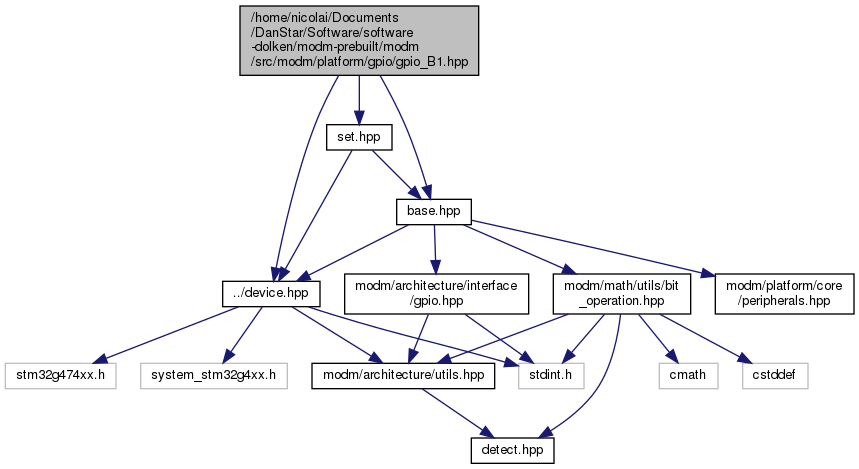 /home/nicolai/Documents
/DanStar/Software/software
-dolken/modm-prebuilt/modm
/src/modm/platform/gpio/gpio_B1.hpp
set.hpp
base.hpp
../device.hpp
modm/architecture/interface
/gpio.hpp
modm/math/utils/bit
_operation.hpp
modm/platform/core
/peripherals.hpp
stm32g474xx.h
system_stm32g4xx.h
modm/architecture/utils.hpp
stdint.h
cmath
cstddef
detect.hpp